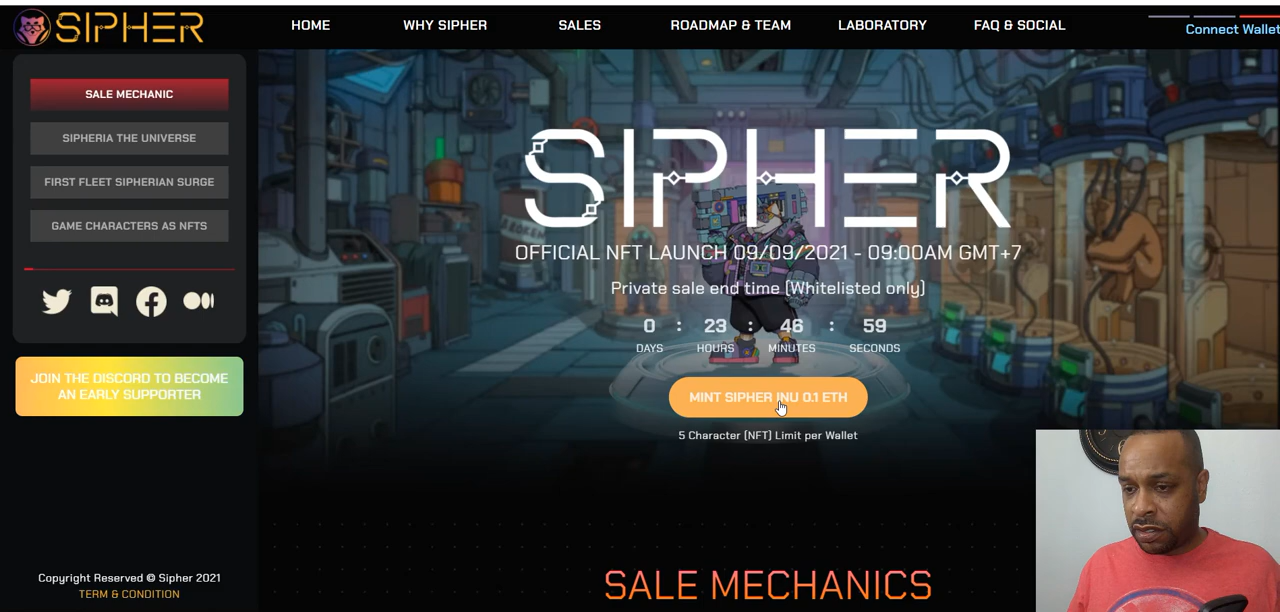 SIPHER
HOME
WHY SIPHER
SALES
ROADMAP & TEAM
LABORATORY
FAQ & SOCIAL
Connect Wallet
SALE MECHANIC
SIPHERIA THE UNIVERSE
FIRST FLEET SIPHERIAN SURGE
GAME CHARACTERS AS NFTS
JOIN THE DISCORD TO BECOME
AN EARLY SUPPORTER
Copyright Reserved © Sipher 2021
TERM & CONDITION
SIPHER
OFFICIAL NFT LAUNCH 09/09/2021 - 09:00AM GMT+7
Private sale end time (Whitelisted only)
0 : 23 : 46 : 59
DAYS HOURS MINUTES SECONDS
MINT SIPHER INU 0.1 ETH
5 Character (NFT) Limit per Wallet
SALE MECHANICS